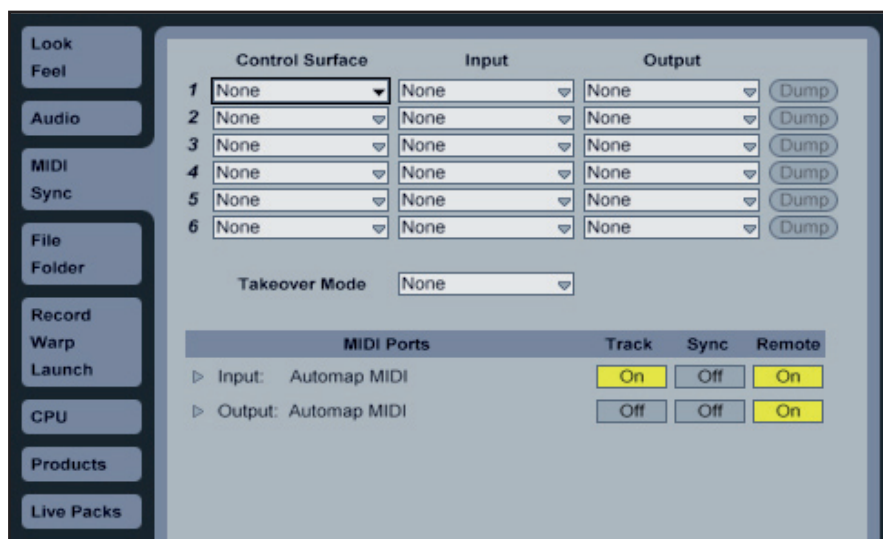 Look
Feel
Audio
MIDI
Sync
File
Folder
Record
Warp
Launch
CPU
Products
Live Packs
Control Surface Input Output
1 None None None Dump
2 None None None Dump
3 None None None Dump
4 None None None Dump
5 None None None Dump
6 None None None Dump
Takeover Mode None
MIDI Ports Track Sync Remote
Input: Automap MIDI On Off On
Output: Automap MIDI Off Off On